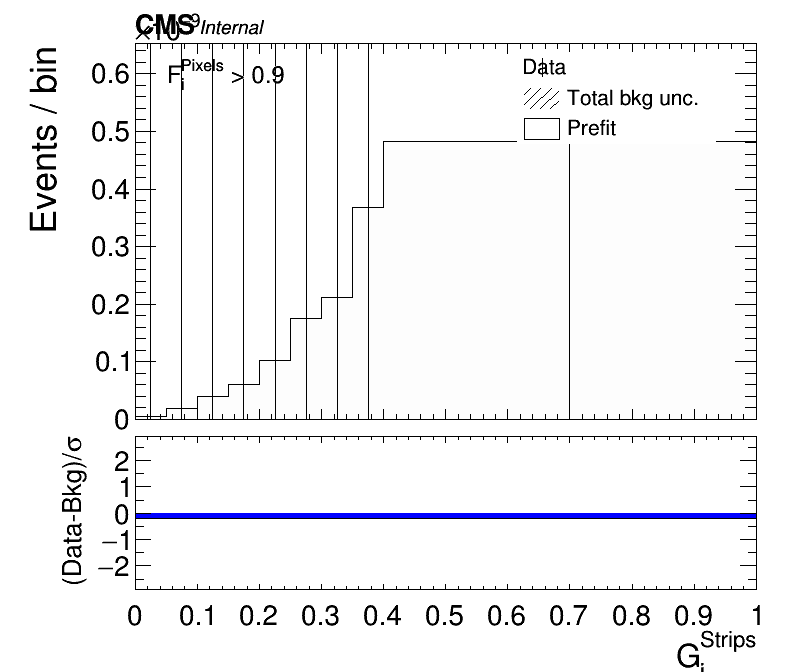 CMS Internal
×10⁹
Events / bin
F_i^Pixels > 0.9
Data
Total bkg unc.
Prefit
0.6
0.5
0.4
0.3
0.2
0.1
0
(Data-Bkg)/σ
2
1
0
−1
−2
0 0.1 0.2 0.3 0.4 0.5 0.6 0.7 0.8 0.9 1
G_i^Strips